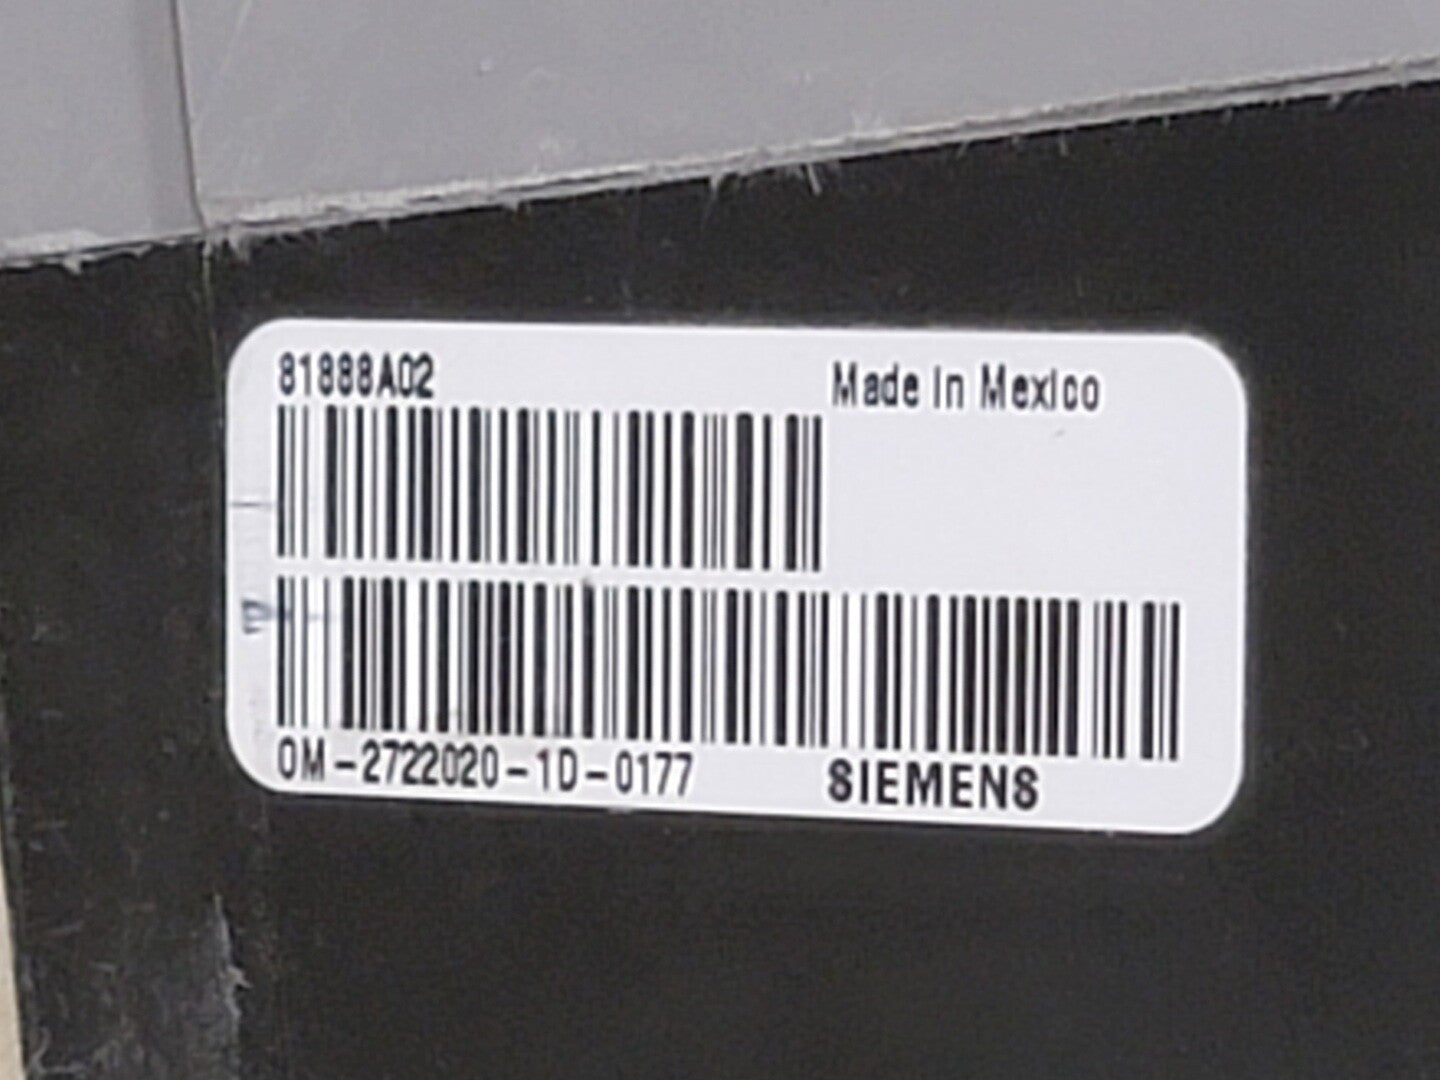 81888A02
Made In Mexico
0M-2722020-1D-0177
SIEMENS